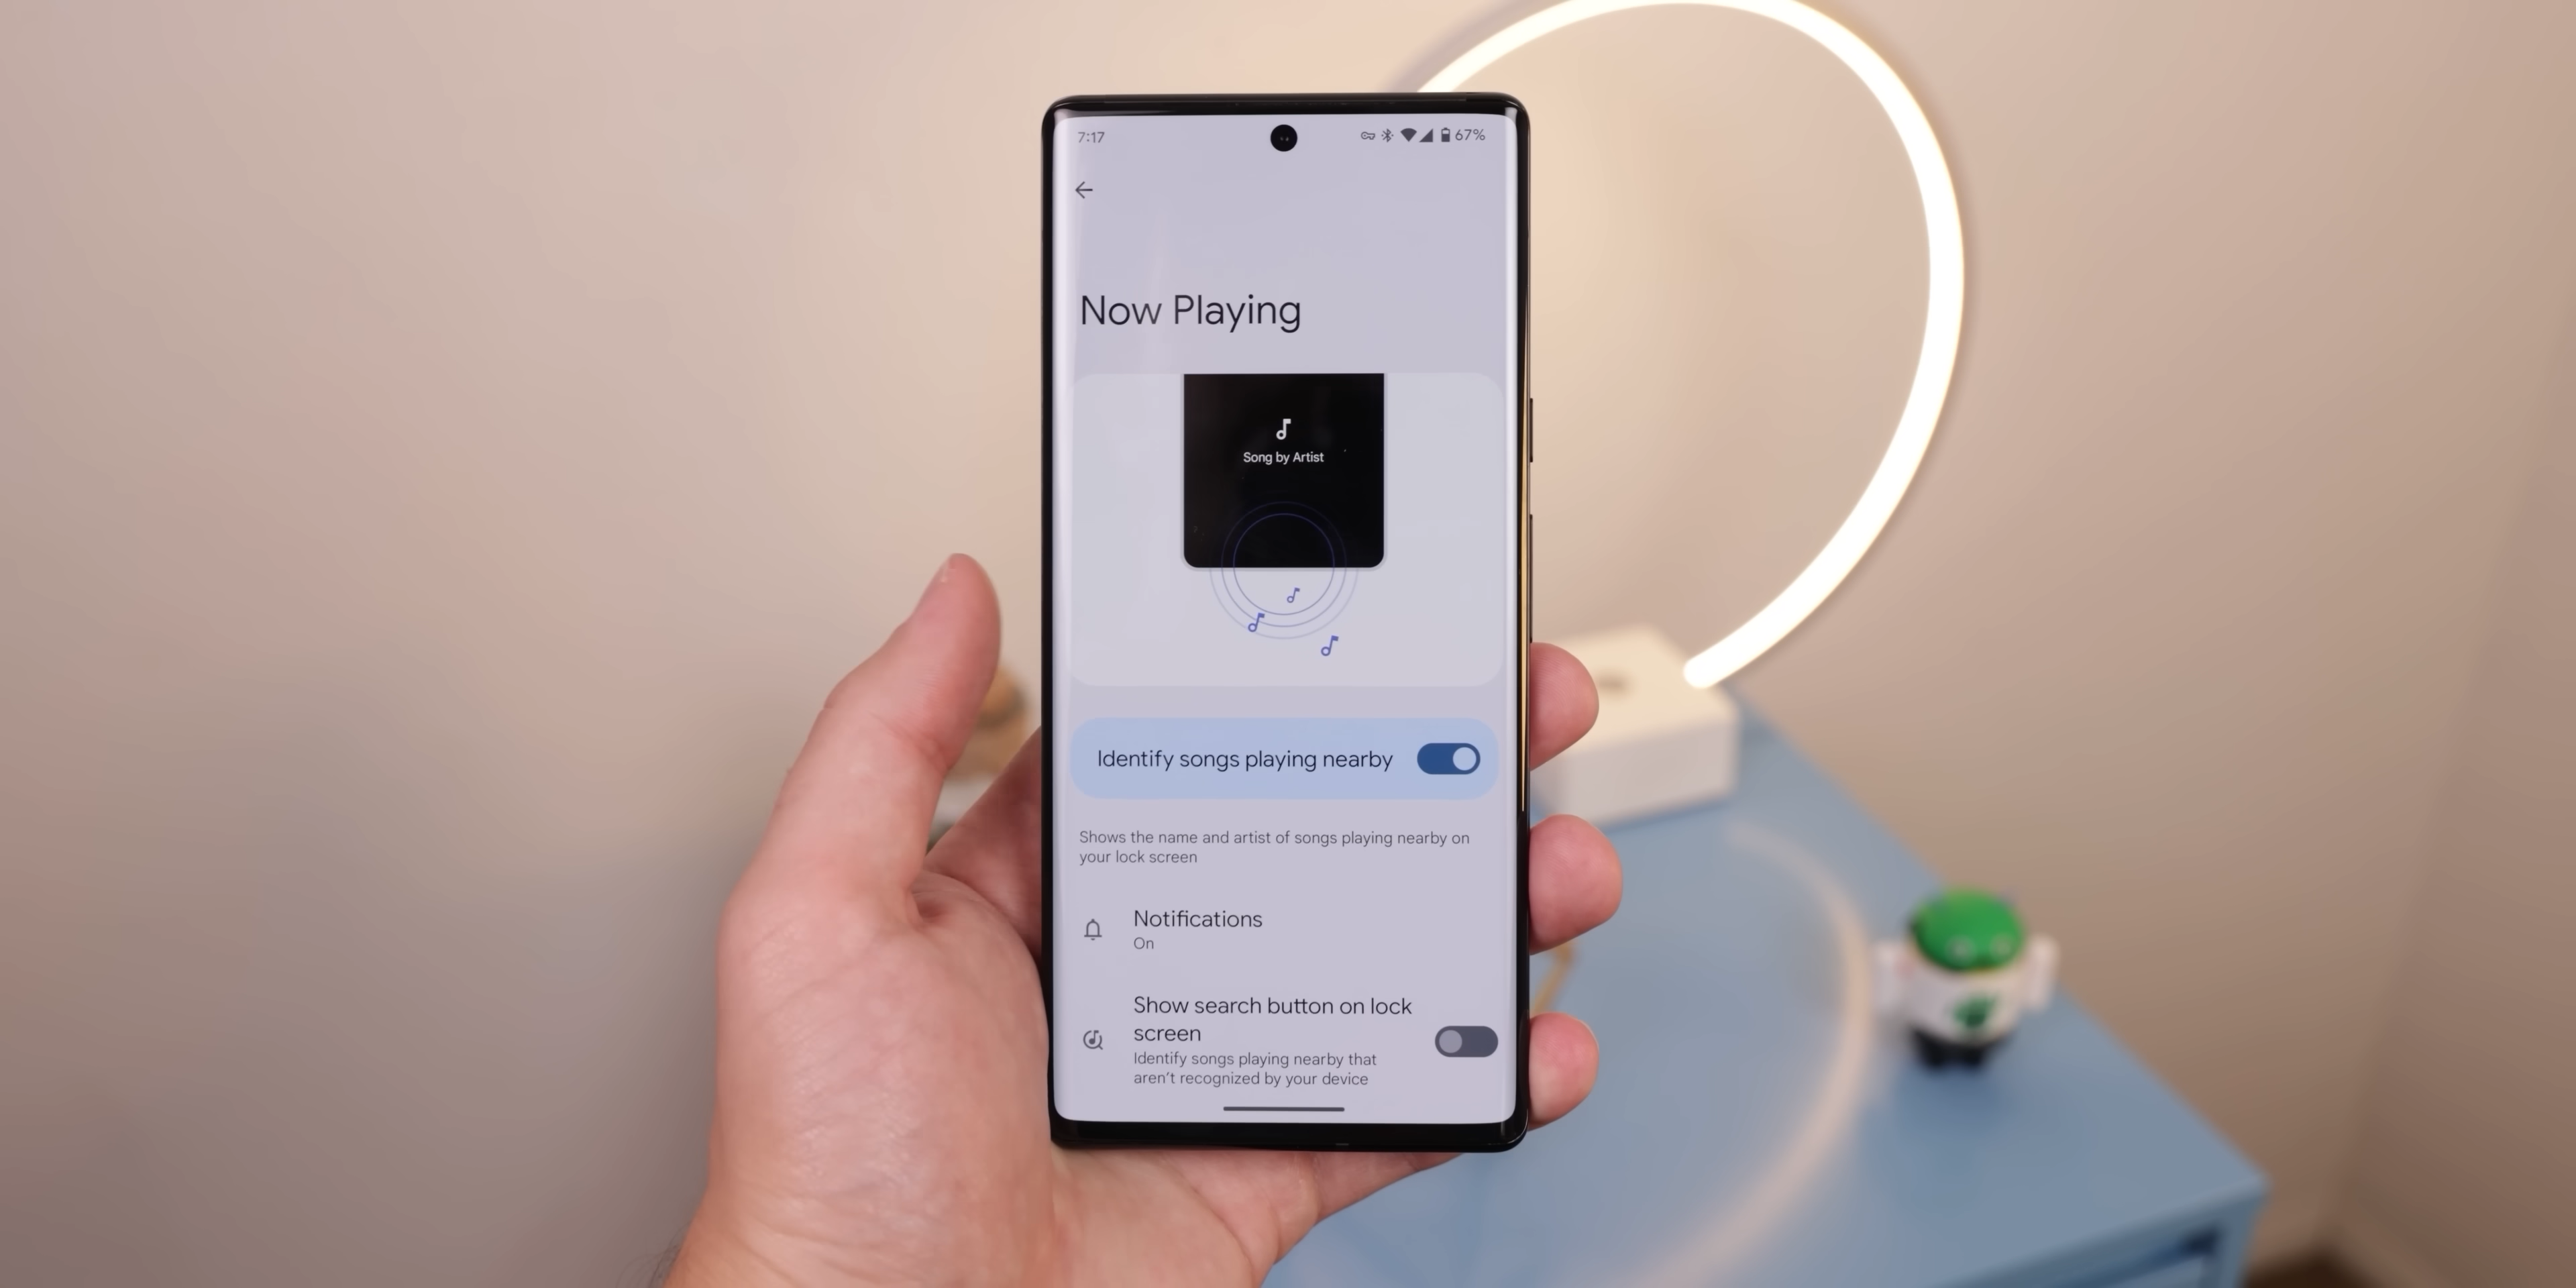 7:17
67%
Now Playing
Song by Artist
Identify songs playing nearby
Shows the name and artist of songs playing nearby on
your lock screen
Notifications
On
Show search button on lock
screen
Identify songs playing nearby that
aren't recognized by your device